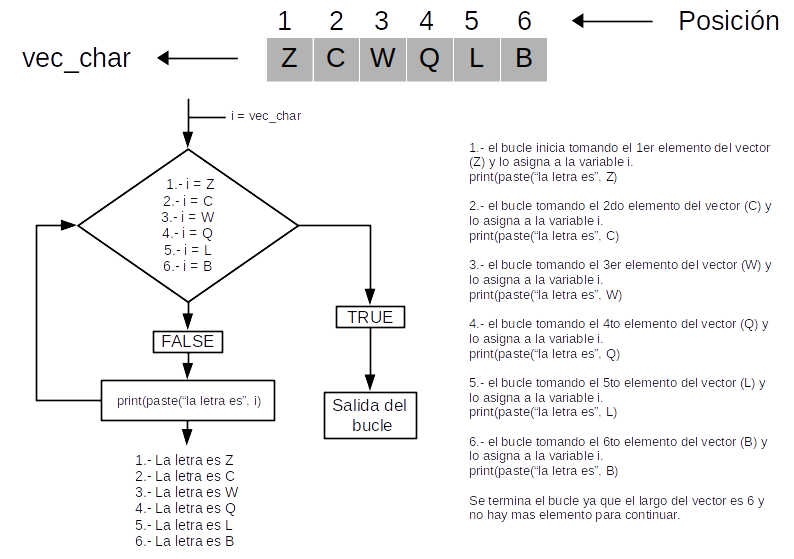 1 2 3 4 5 6 Posición
vec_char Z C W Q L B
i = vec_char
1.- i = Z
2.- i = C
3.- i = W
4.- i = Q
5.- i = L
6.- i = B
FALSE
print(paste(“la letra es”, i)
1.- La letra es Z
2.- La letra es C
3.- La letra es W
4.- La letra es Q
5.- La letra es L
6.- La letra es B
TRUE
Salida del
bucle
1.- el bucle inicia tomando el 1er elemento del vector
(Z) y lo asigna a la variable i.
print(paste(“la letra es”, Z)
2.- el bucle tomando el 2do elemento del vector (C) y
lo asigna a la variable i.
print(paste(“la letra es”, C)
3.- el bucle tomando el 3er elemento del vector (W) y
lo asigna a la variable i.
print(paste(“la letra es”, W)
4.- el bucle tomando el 4to elemento del vector (Q) y
lo asigna a la variable i.
print(paste(“la letra es”, Q)
5.- el bucle tomando el 5to elemento del vector (L) y
lo asigna a la variable i.
print(paste(“la letra es”, L)
6.- el bucle tomando el 6to elemento del vector (B) y
lo asigna a la variable i.
print(paste(“la letra es”, B)
Se termina el bucle ya que el largo del vector es 6 y
no hay mas elemento para continuar.